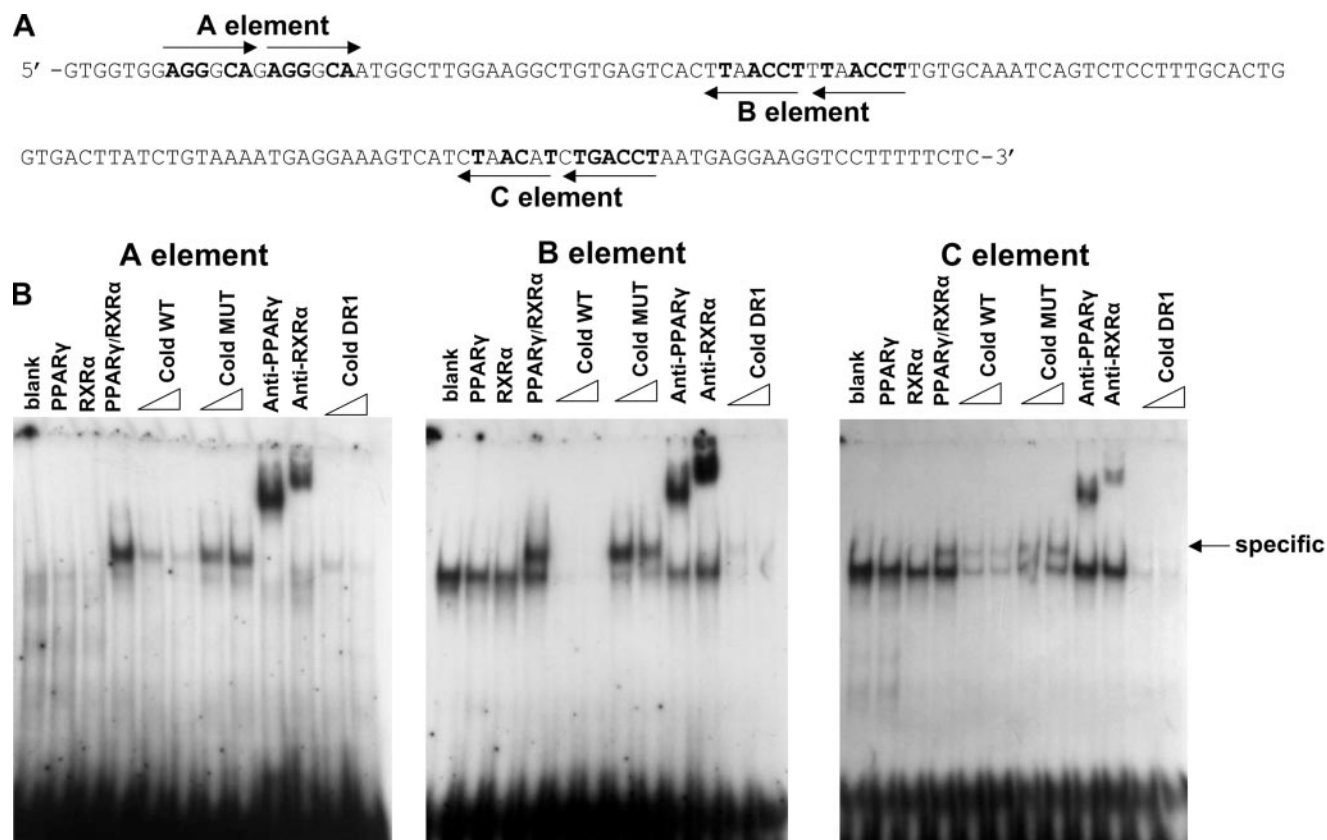 A
A element
5' -GTGGTGGAGGGCAGAGGGCAATGGCTTGGAAGGCTGTGAGTCACTTAACCTTTAACCTTGTGCAAATCAGTCTCCTTTGCACTG
B element
GTGACTTATCTGTAAAATGAGGAAAGTCATCTAACATCTGACCTAATGAGGAAGGTCCTTTTTCTC-3'
C element
B
A element
blank PPARγ RXRα PPARγ/RXRα Cold WT Cold MUT Anti-PPARγ Anti-RXRα Cold DR1
B element
blank PPARγ RXRα PPARγ/RXRα Cold WT Cold MUT Anti-PPARγ Anti-RXRα Cold DR1
C element
blank PPARγ RXRα PPARγ/RXRα Cold WT Cold MUT Anti-PPARγ Anti-RXRα Cold DR1
specific